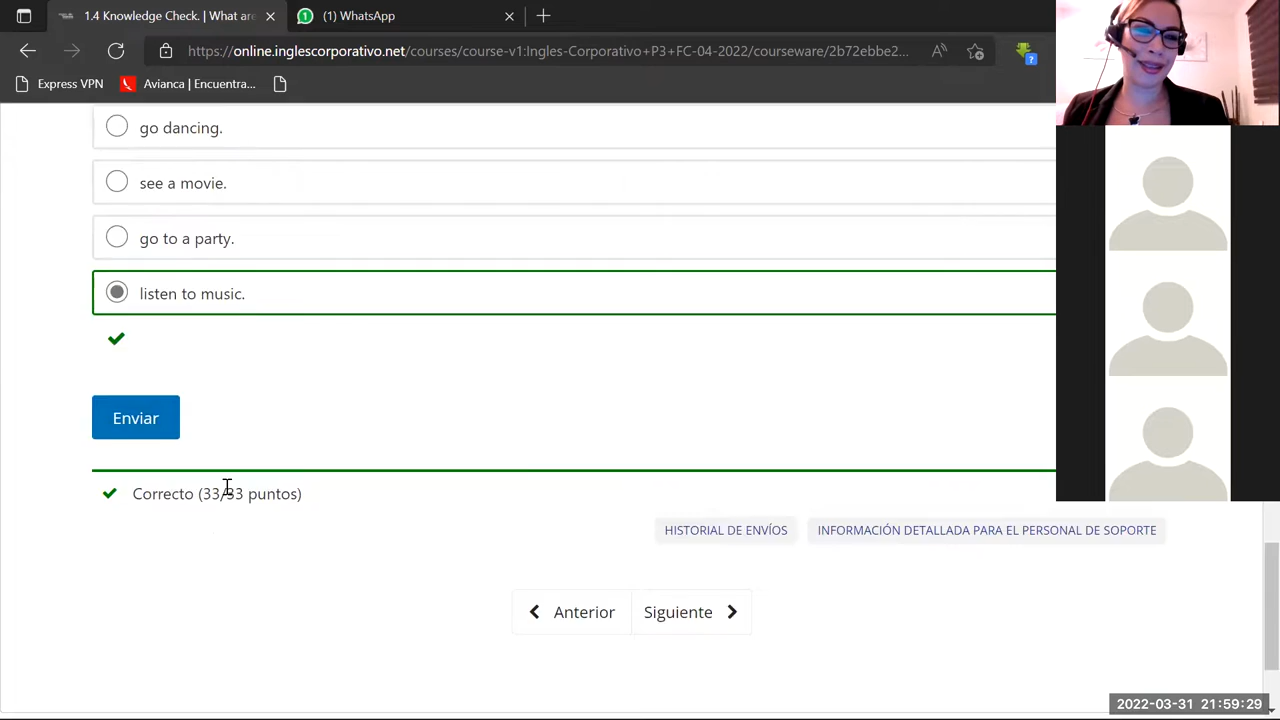 1.4 Knowledge Check. | What are
(1) WhatsApp
https://online.inglescorporativo.net/courses/course-v1:Ingles-Corporativo+P3+FC-04-2022/courseware/2b72ebbe2...
Express VPN
Avianca | Encuentra...
go dancing.
see a movie.
go to a party.
listen to music.
Enviar
Correcto (33/33 puntos)
HISTORIAL DE ENVÍOS
INFORMACIÓN DETALLADA PARA EL PERSONAL DE SOPORTE
Anterior
Siguiente
2022-03-31 21:59:29